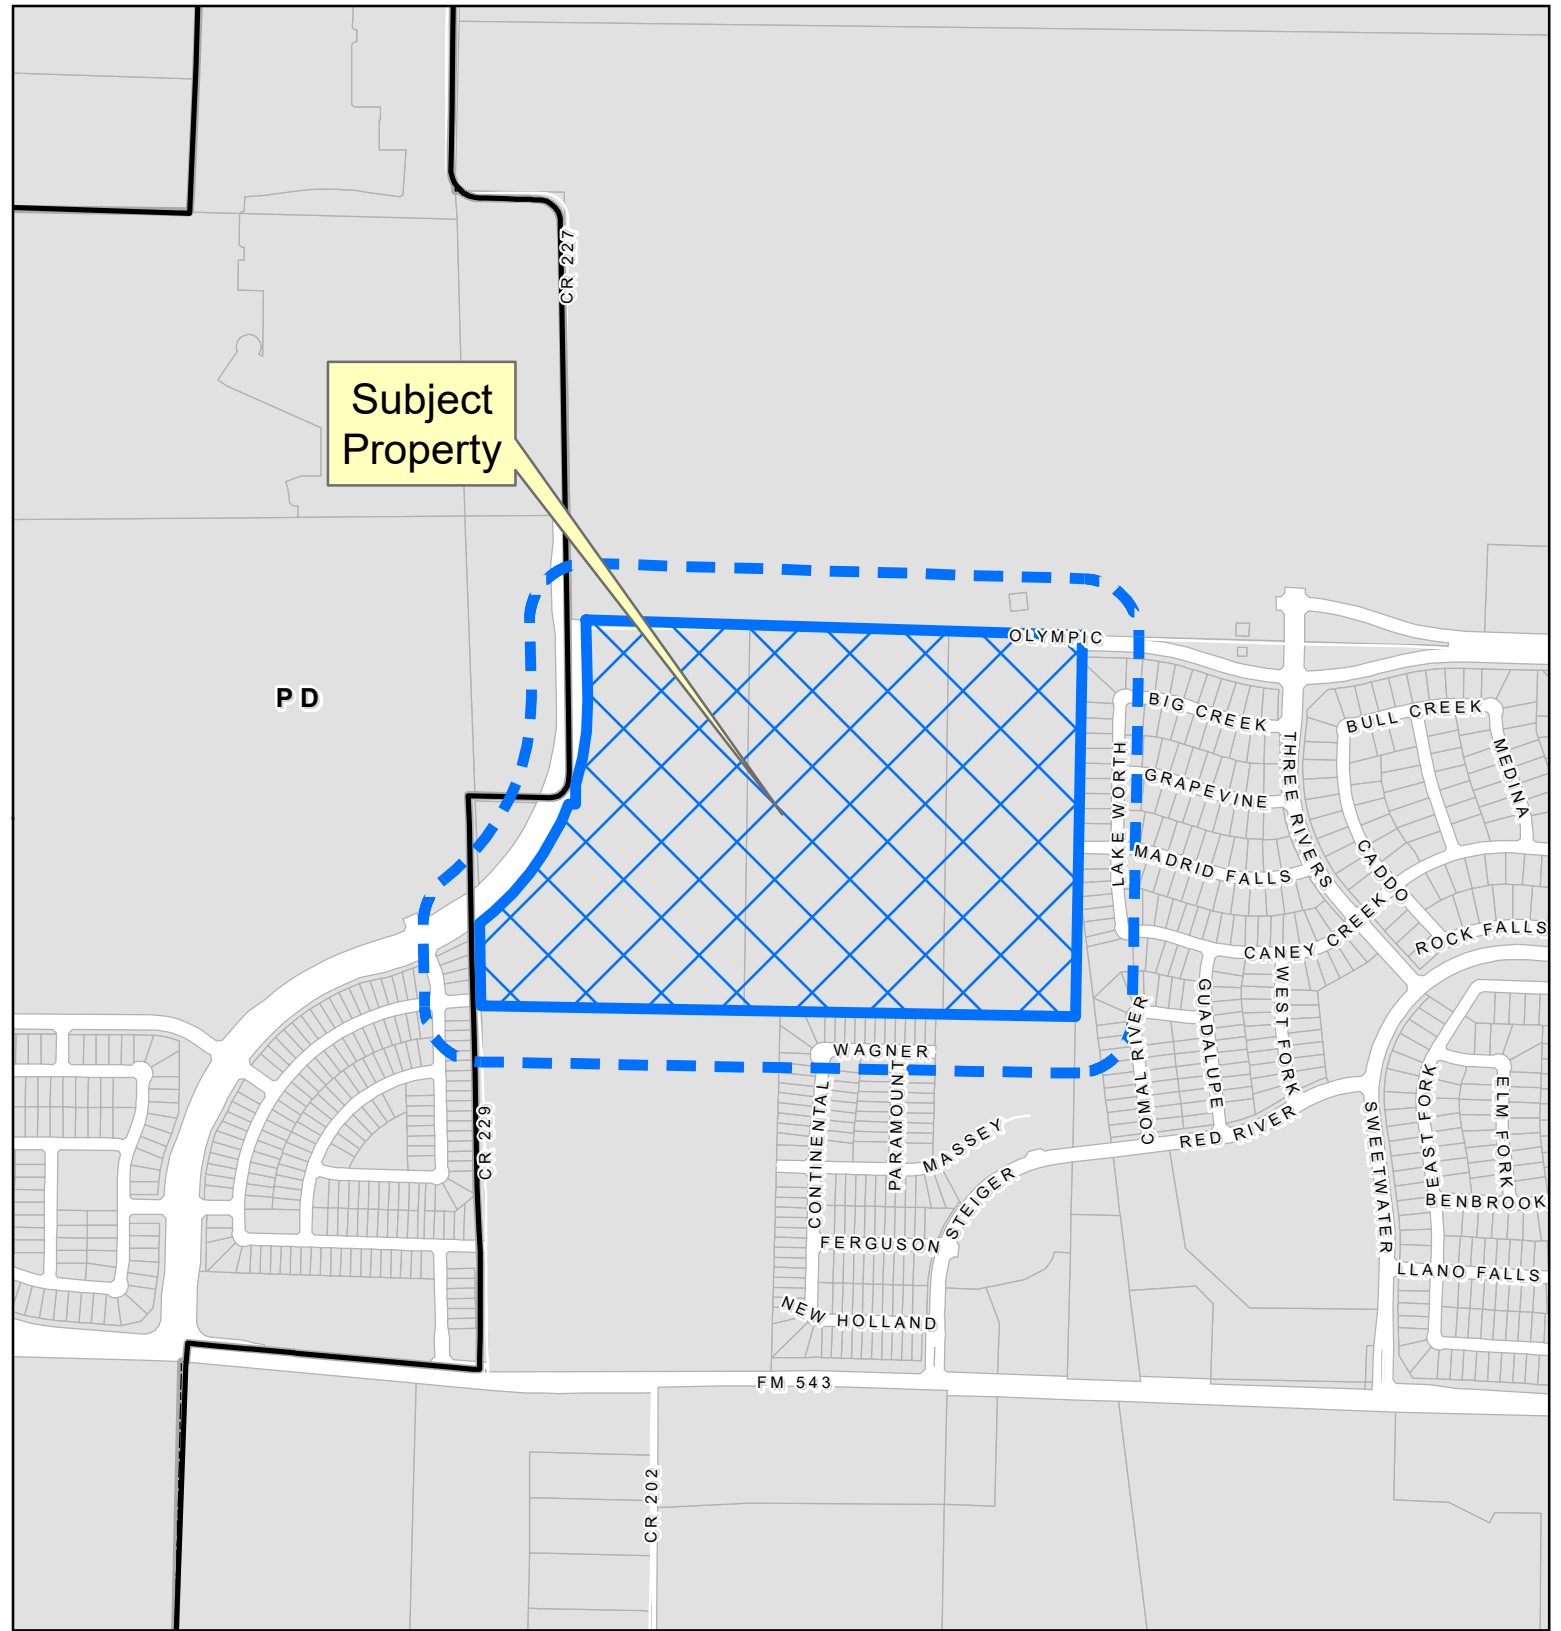 CR 227
Subject
Property
OLYMPIC
PD
BIG CREEK
BULL CREEK
THREE RIVERS
MEDINA
LAKE WORTH
GRAPEVINE
MADRID FALLS
CADDO
CANEY CREEK
ROCK FALLS
GUADALUPE
WEST FORK
COMAL RIVER
WAGNER
PARAMOUNT
CONTINENTAL
MASSEY
RED RIVER
EAST FORK
ELM FORK
CR 229
STEIGER
SWEETWATER
BENBROOK
FERGUSON
LLANO FALLS
NEW HOLLAND
FM 543
CR 202